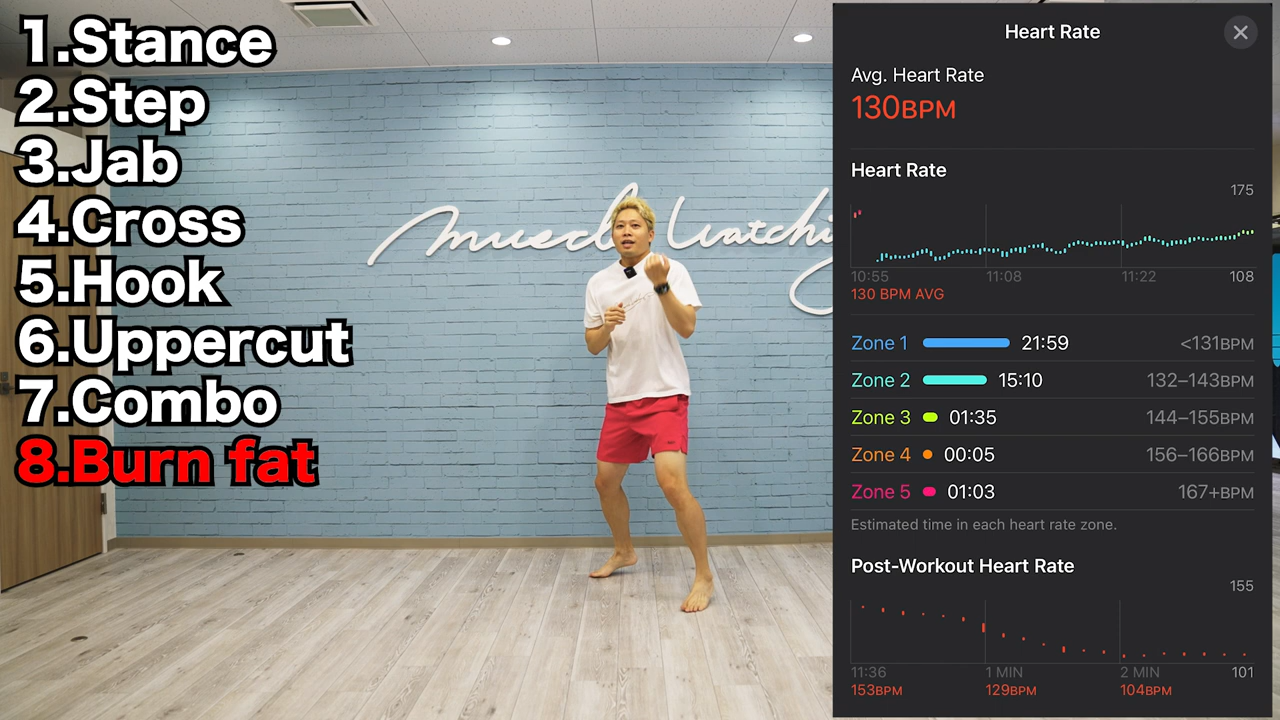 1.Stance
2.Step
3.Jab
4.Cross
5.Hook
6.Uppercut
7.Combo
8.Burn fat
Heart Rate
Avg. Heart Rate
130BPM
Heart Rate
175
10:55 11:08 11:22 108
130 BPM AVG
Zone 1 21:59 <131BPM
Zone 2 15:10 132–143BPM
Zone 3 01:35 144–155BPM
Zone 4 00:05 156–166BPM
Zone 5 01:03 167+BPM
Estimated time in each heart rate zone.
Post-Workout Heart Rate
155
11:36 1 MIN 2 MIN 101
153BPM 129BPM 104BPM